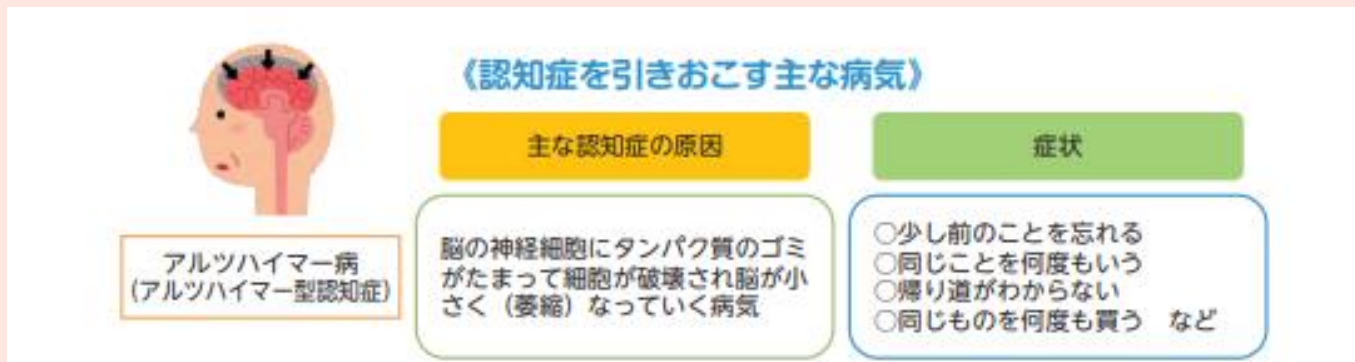 《認知症を引きおこす主な病気》
主な認知症の原因
症状
アルツハイマー病
(アルツハイマー型認知症)
脳の神経細胞にタンパク質のゴミ
がたまって細胞が破壊され脳が小
さく（萎縮）なっていく病気
○少し前のことを忘れる
○同じことを何度もいう
○帰り道がわからない
○同じものを何度も買う　など